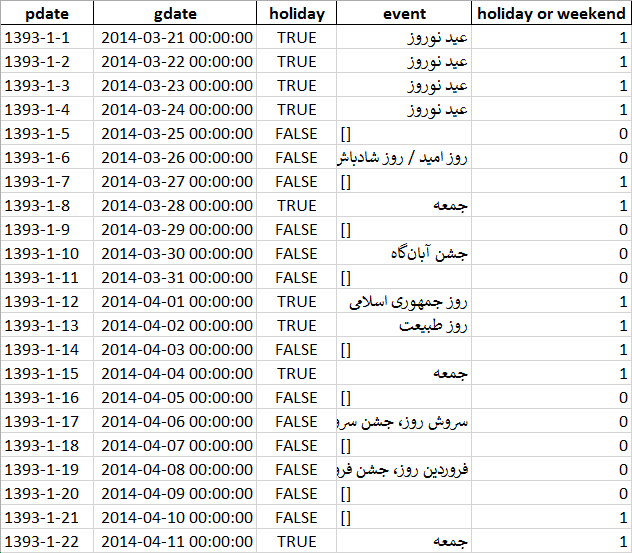 pdate gdate holiday event holiday or weekend
1393-1-1 2014-03-21 00:00:00 TRUE عید نوروز 1
1393-1-2 2014-03-22 00:00:00 TRUE عید نوروز 1
1393-1-3 2014-03-23 00:00:00 TRUE عید نوروز 1
1393-1-4 2014-03-24 00:00:00 TRUE عید نوروز 1
1393-1-5 2014-03-25 00:00:00 FALSE [] 0
1393-1-6 2014-03-26 00:00:00 FALSE روز امید / روز شادباش 0
1393-1-7 2014-03-27 00:00:00 FALSE [] 1
1393-1-8 2014-03-28 00:00:00 TRUE جمعه 1
1393-1-9 2014-03-29 00:00:00 FALSE [] 0
1393-1-10 2014-03-30 00:00:00 FALSE جشن آبان‌گاه 0
1393-1-11 2014-03-31 00:00:00 FALSE [] 0
1393-1-12 2014-04-01 00:00:00 TRUE روز جمهوری اسلامی 1
1393-1-13 2014-04-02 00:00:00 TRUE روز طبیعت 1
1393-1-14 2014-04-03 00:00:00 FALSE [] 1
1393-1-15 2014-04-04 00:00:00 TRUE جمعه 1
1393-1-16 2014-04-05 00:00:00 FALSE [] 0
1393-1-17 2014-04-06 00:00:00 FALSE سروش روز، جشن سرو 0
1393-1-18 2014-04-07 00:00:00 FALSE [] 0
1393-1-19 2014-04-08 00:00:00 FALSE فروردین روز، جشن فرو 0
1393-1-20 2014-04-09 00:00:00 FALSE [] 0
1393-1-21 2014-04-10 00:00:00 FALSE [] 1
1393-1-22 2014-04-11 00:00:00 TRUE جمعه 1